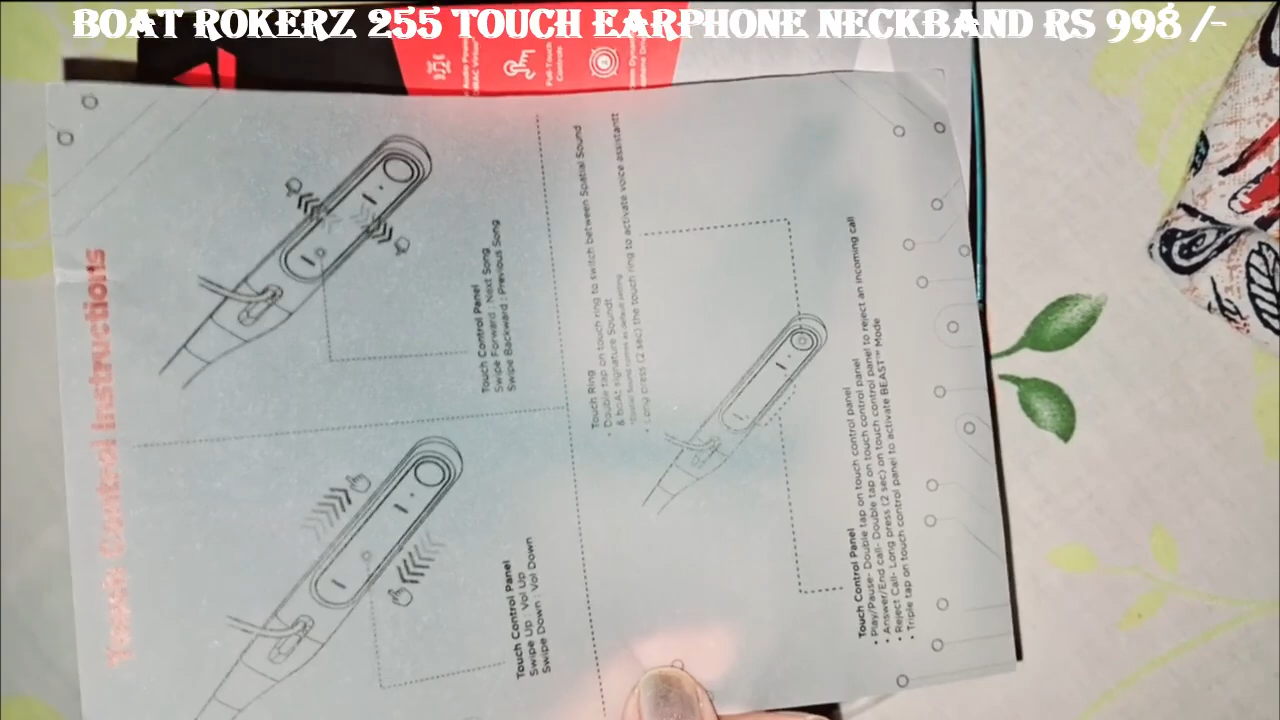 BOAT ROKERZ 255 TOUCH EARPHONE NECKBAND RS 998 /-
Full-Touch
Controls
Touch Control Instructions
Touch Control Panel
Swipe Up : Vol Up
Swipe Down : Vol Down
Touch Control Panel
Swipe Forward : Next Song
Swipe Backward : Previous Song
Touch Ring
• Double tap on touch ring to switch between Spatial Sound
& boAt signature Sound!
• Long press (2 sec) the touch ring to activate voice assistant!
Touch Control Panel
• Play/Pause- Double tap on touch control panel
• Answer/End call- Double tap on touch control panel
• Reject Call- Long press (2 sec) on touch control panel to reject an incoming call
• Triple tap on touch control panel to activate BEAST™ Mode